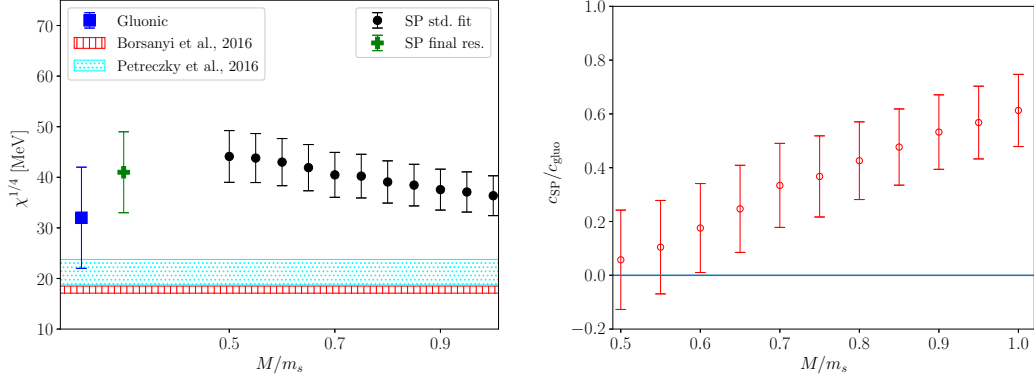 Gluonic
Borsanyi et al., 2016
Petreczky et al., 2016
SP std. fit
SP final res.
70
60
50
40
30
20
10
χ^{1/4} [MeV]
0.5
0.7
0.9
M/m_s
0.8
0.6
0.4
0.2
0.0
−0.2
c_{SP}/c_{gluo}
0.5
0.6
0.7
0.8
0.9
1.0
M/m_s